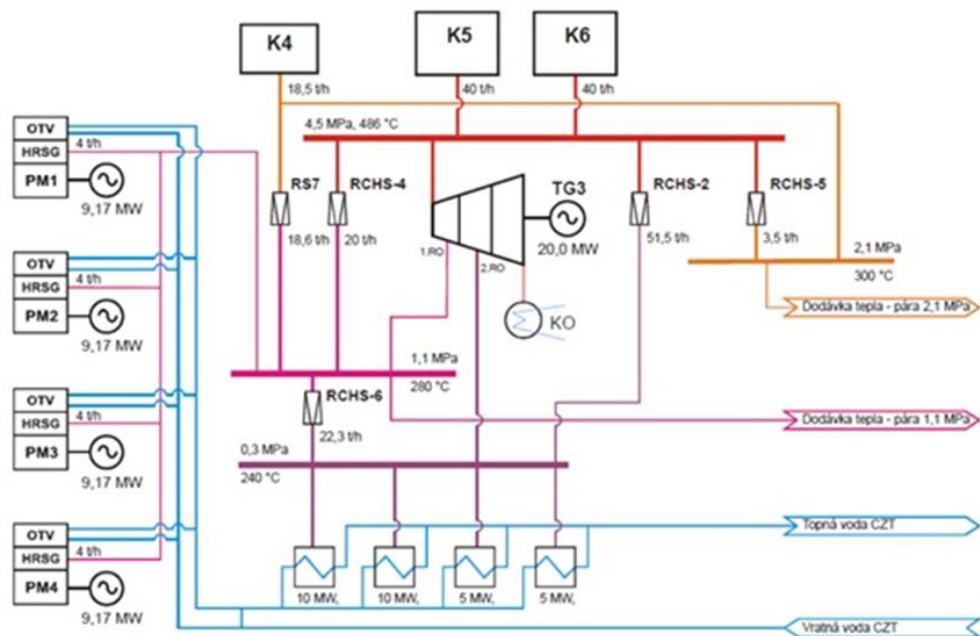 K4
K5
K6
18,5 t/h
40 t/h
40 t/h
4,5 MPa, 486 °C
OTV
HRSG
4 t/h
PM1
9,17 MW
RS7
18,6 t/h
RCHS-4
20 t/h
TG3
20,0 MW
1.RO
2.RO
KO
RCHS-2
51,5 t/h
RCHS-5
3,5 t/h
2,1 MPa
300 °C
Dodávka tepla - pára 2,1 MPa
OTV
HRSG
4 t/h
PM2
9,17 MW
1,1 MPa
280 °C
RCHS-6
22,3 t/h
Dodávka tepla - pára 1,1 MPa
OTV
HRSG
4 t/h
PM3
9,17 MW
0,3 MPa
240 °C
OTV
HRSG
4 t/h
PM4
9,17 MW
Topná voda CZT
10 MW,
10 MW,
5 MW,
5 MW,
Vratná voda CZT